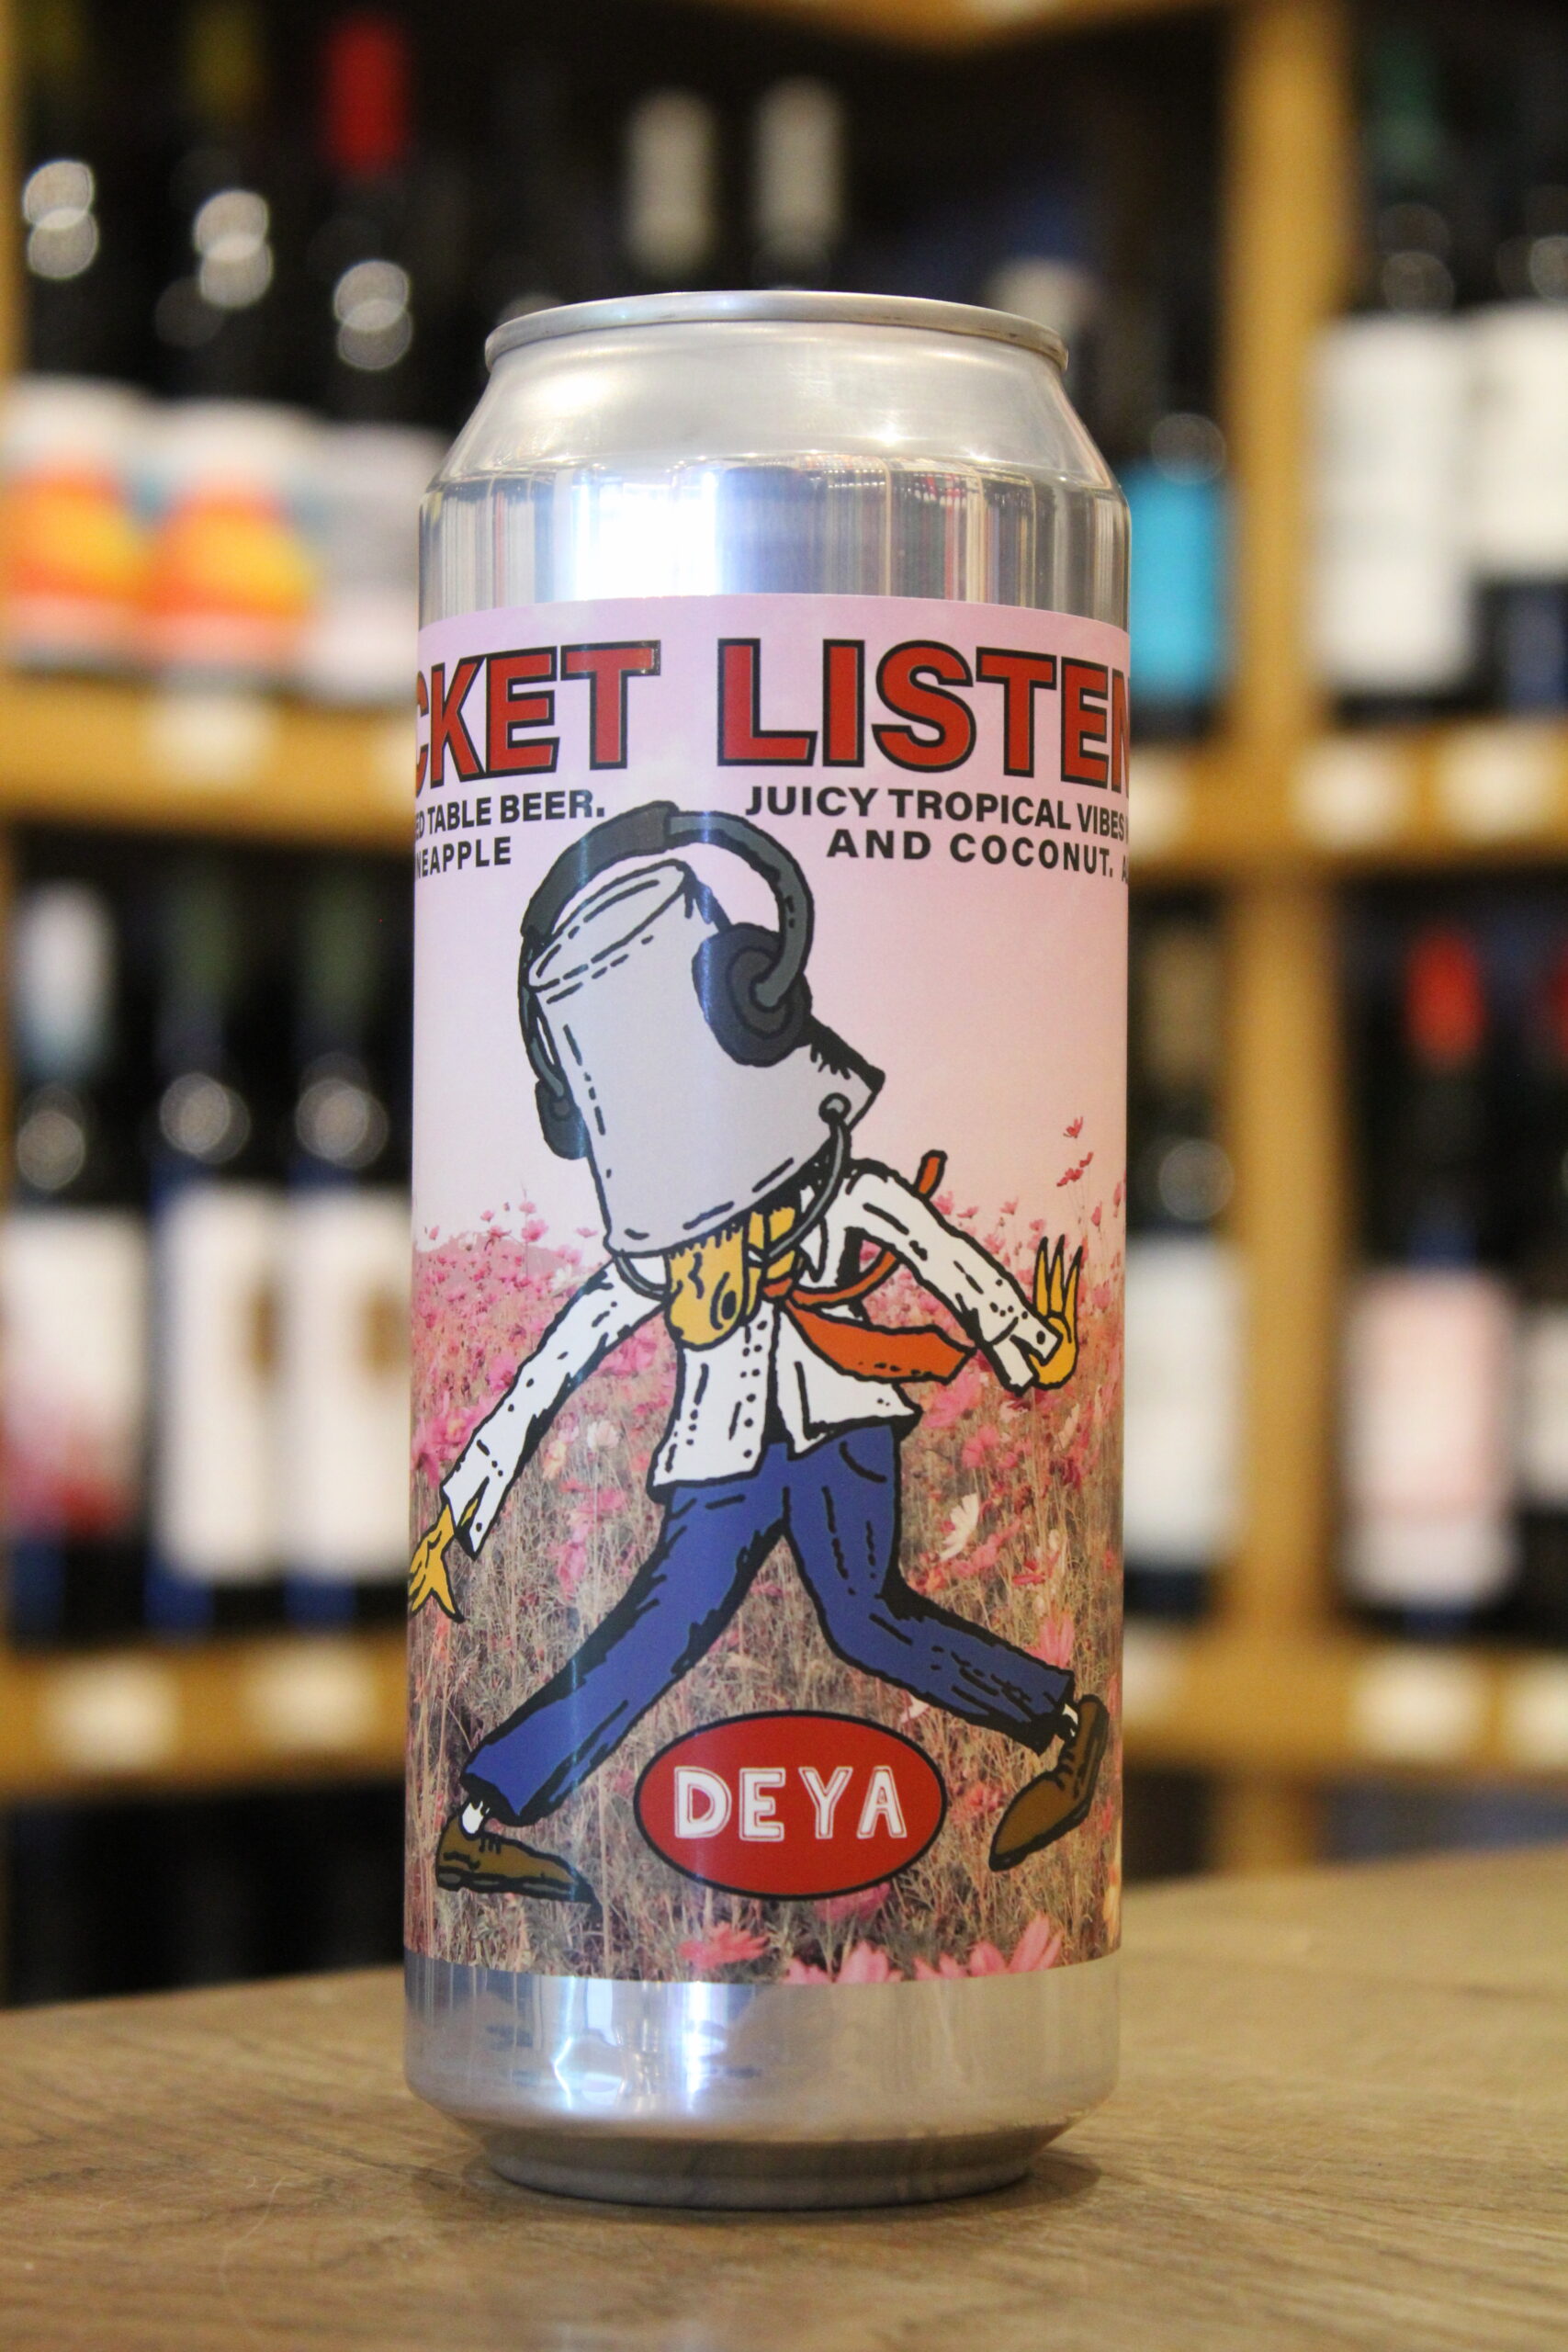 CKET LISTEN
ED TABLE BEER. JUICY TROPICAL VIBES
NEAPPLE AND COCONUT.
DEYA